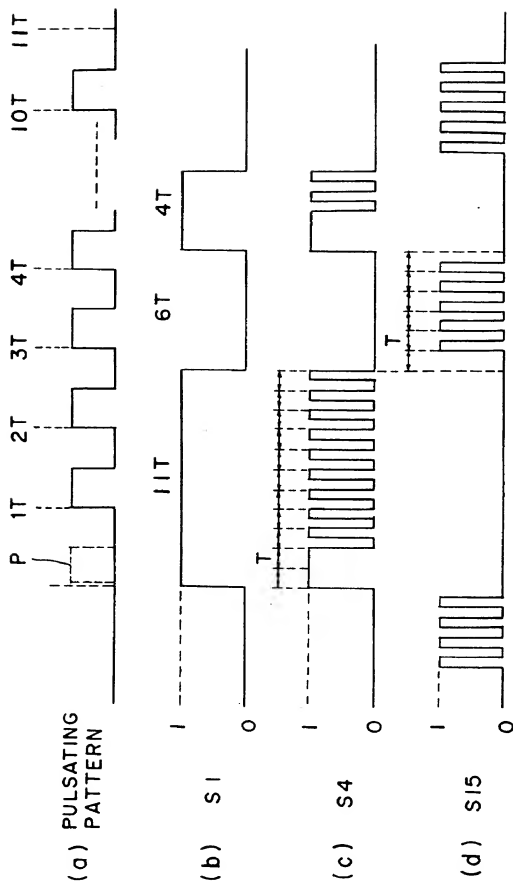 (a) PULSATING
PATTERN
P
1T 2T 3T 4T 10T 11T
(b) S1
1
0
11T 6T 4T
(c) S4
1
0
T
(d) S15
1
0
T